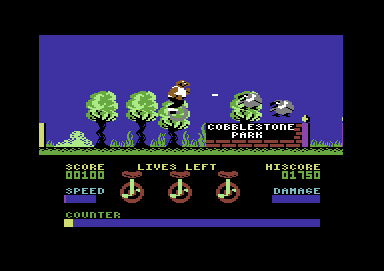 COBBLESTONE
PARK
SCORE LIVES LEFT HISCORE
00100 01750
SPEED DAMAGE
COUNTER